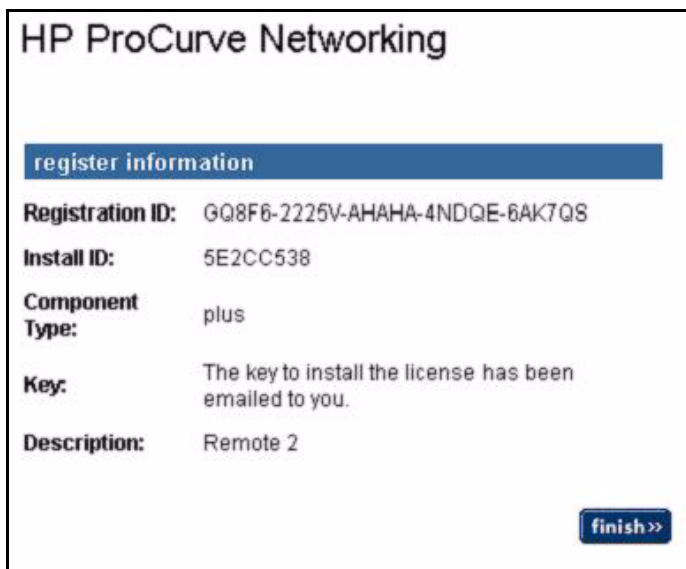 HP ProCurve Networking
register information
Registration ID: GQ8F6-2225V-AHAHA-4NDQE-6AK7QS
Install ID: 5E2CC538
Component
Type: plus
Key: The key to install the license has been
emailed to you.
Description: Remote 2
finish»